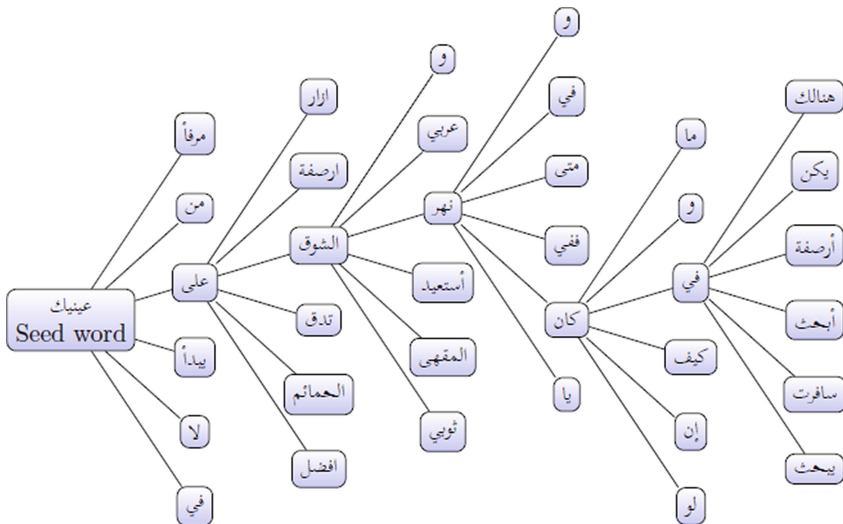 عينيك
Seed word
مرفأ
من
على
يبدأ
لا
في
ازار
ارصفة
الشوق
تدق
الحمائم
افضل
و
عربي
نهر
أستعيد
المقهى
ثوبي
و
في
متى
ففي
كان
يا
ما
و
في
كيف
إن
لو
هنالك
يكن
أرصفة
أبحث
سافرت
يبحث